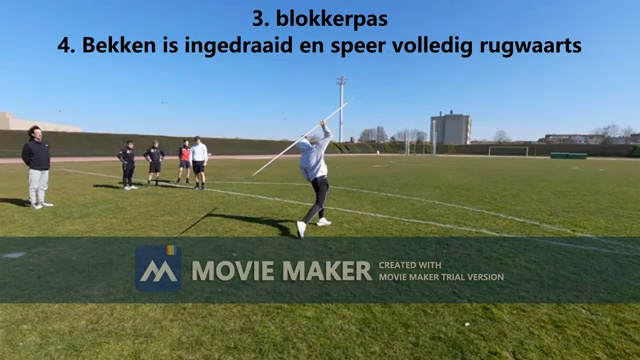 3. blokkerpas
4. Bekken is ingedraaid en speer volledig rugwaarts
MOVIE MAKER
CREATED WITH
MOVIE MAKER TRIAL VERSION